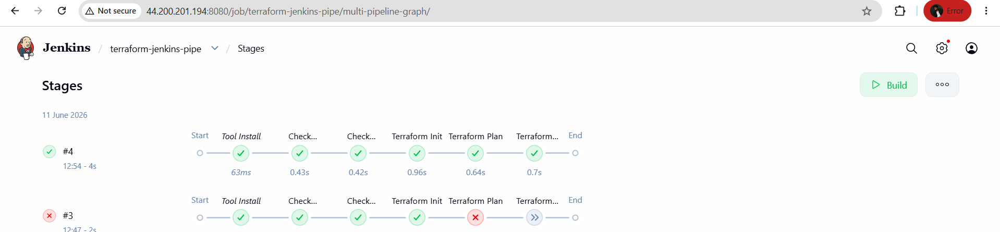 Not secure 44.200.201.194:8080/job/terraform-jenkins-pipe/multi-pipeline-graph/ Error
Jenkins / terraform-jenkins-pipe / Stages
Stages
Build
11 June 2026
Start Tool Install Check... Check... Terraform Init Terraform Plan Terraform... End
#4
12:54 - 4s
63ms 0.43s 0.42s 0.96s 0.64s 0.7s
Start Tool Install Check... Check... Terraform Init Terraform Plan Terraform... End
#3
12:47 - 2s